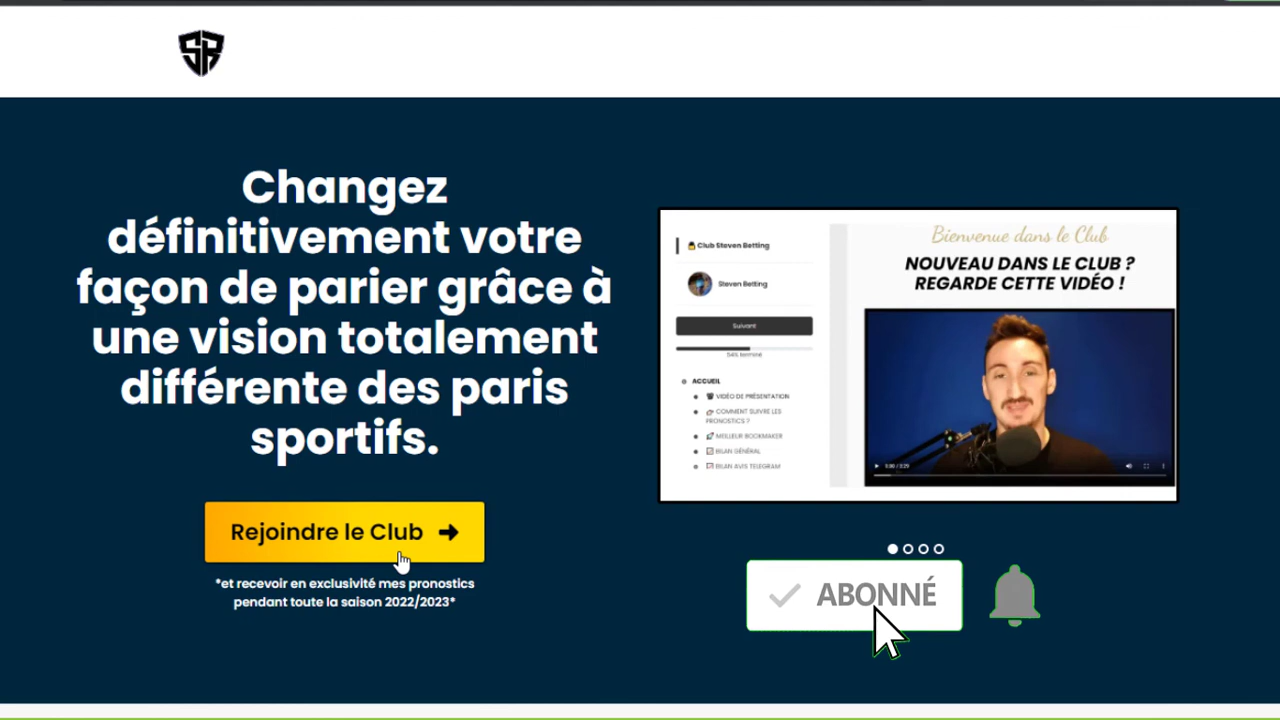 SB
Changez
définitivement votre
façon de parier grâce à
une vision totalement
différente des paris
sportifs.
Rejoindre le Club
*et recevoir en exclusivité mes pronostics
pendant toute la saison 2022/2023*
Club Steven Betting
Steven Betting
Suivant
54% terminé
ACCUEIL
VIDÉO DE PRÉSENTATION
COMMENT SUIVRE LES
PRONOSTICS ?
MEILLEUR BOOKMAKER
BILAN GÉNÉRAL
BILAN AVIS TELEGRAM
Bienvenue dans le Club
NOUVEAU DANS LE CLUB ?
REGARDE CETTE VIDÉO !
ABONNÉ